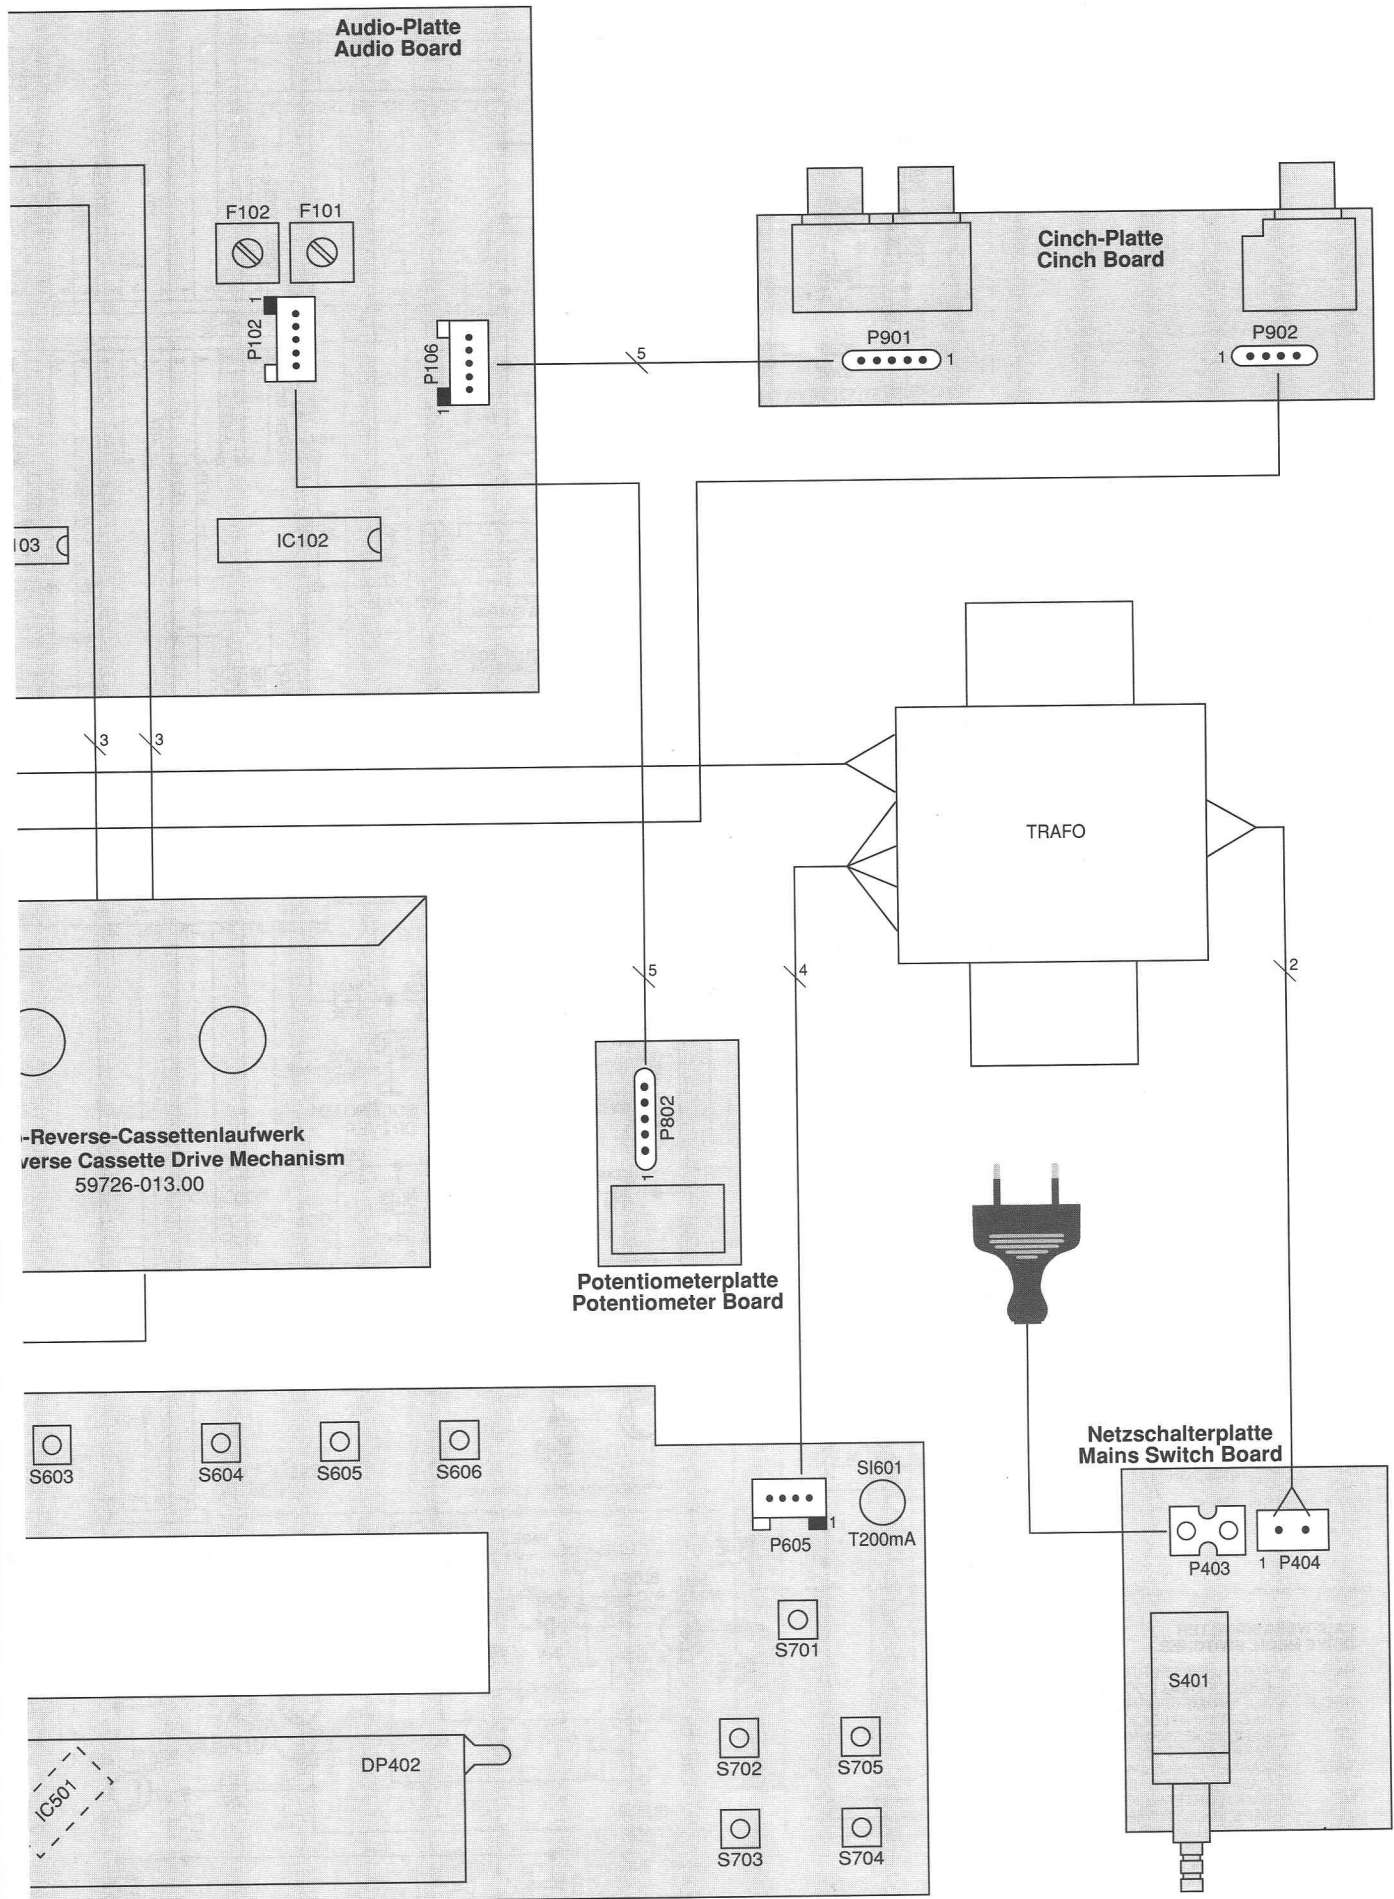 Audio-Platte
Audio Board
F102
F101
1
P102
P106
1
5
Cinch-Platte
Cinch Board
P901
1
P902
1
103
IC102
3
3
TRAFO
5
4
2
P802
1
-Reverse-Cassettenlaufwerk
verse Cassette Drive Mechanism
59726-013.00
Potentiometerplatte
Potentiometer Board
Netzschalterplatte
Mains Switch Board
S603
S604
S605
S606
SI601
1
P605
T200mA
P403
1
P404
S701
S401
S702
S705
DP402
IC501
S703
S704